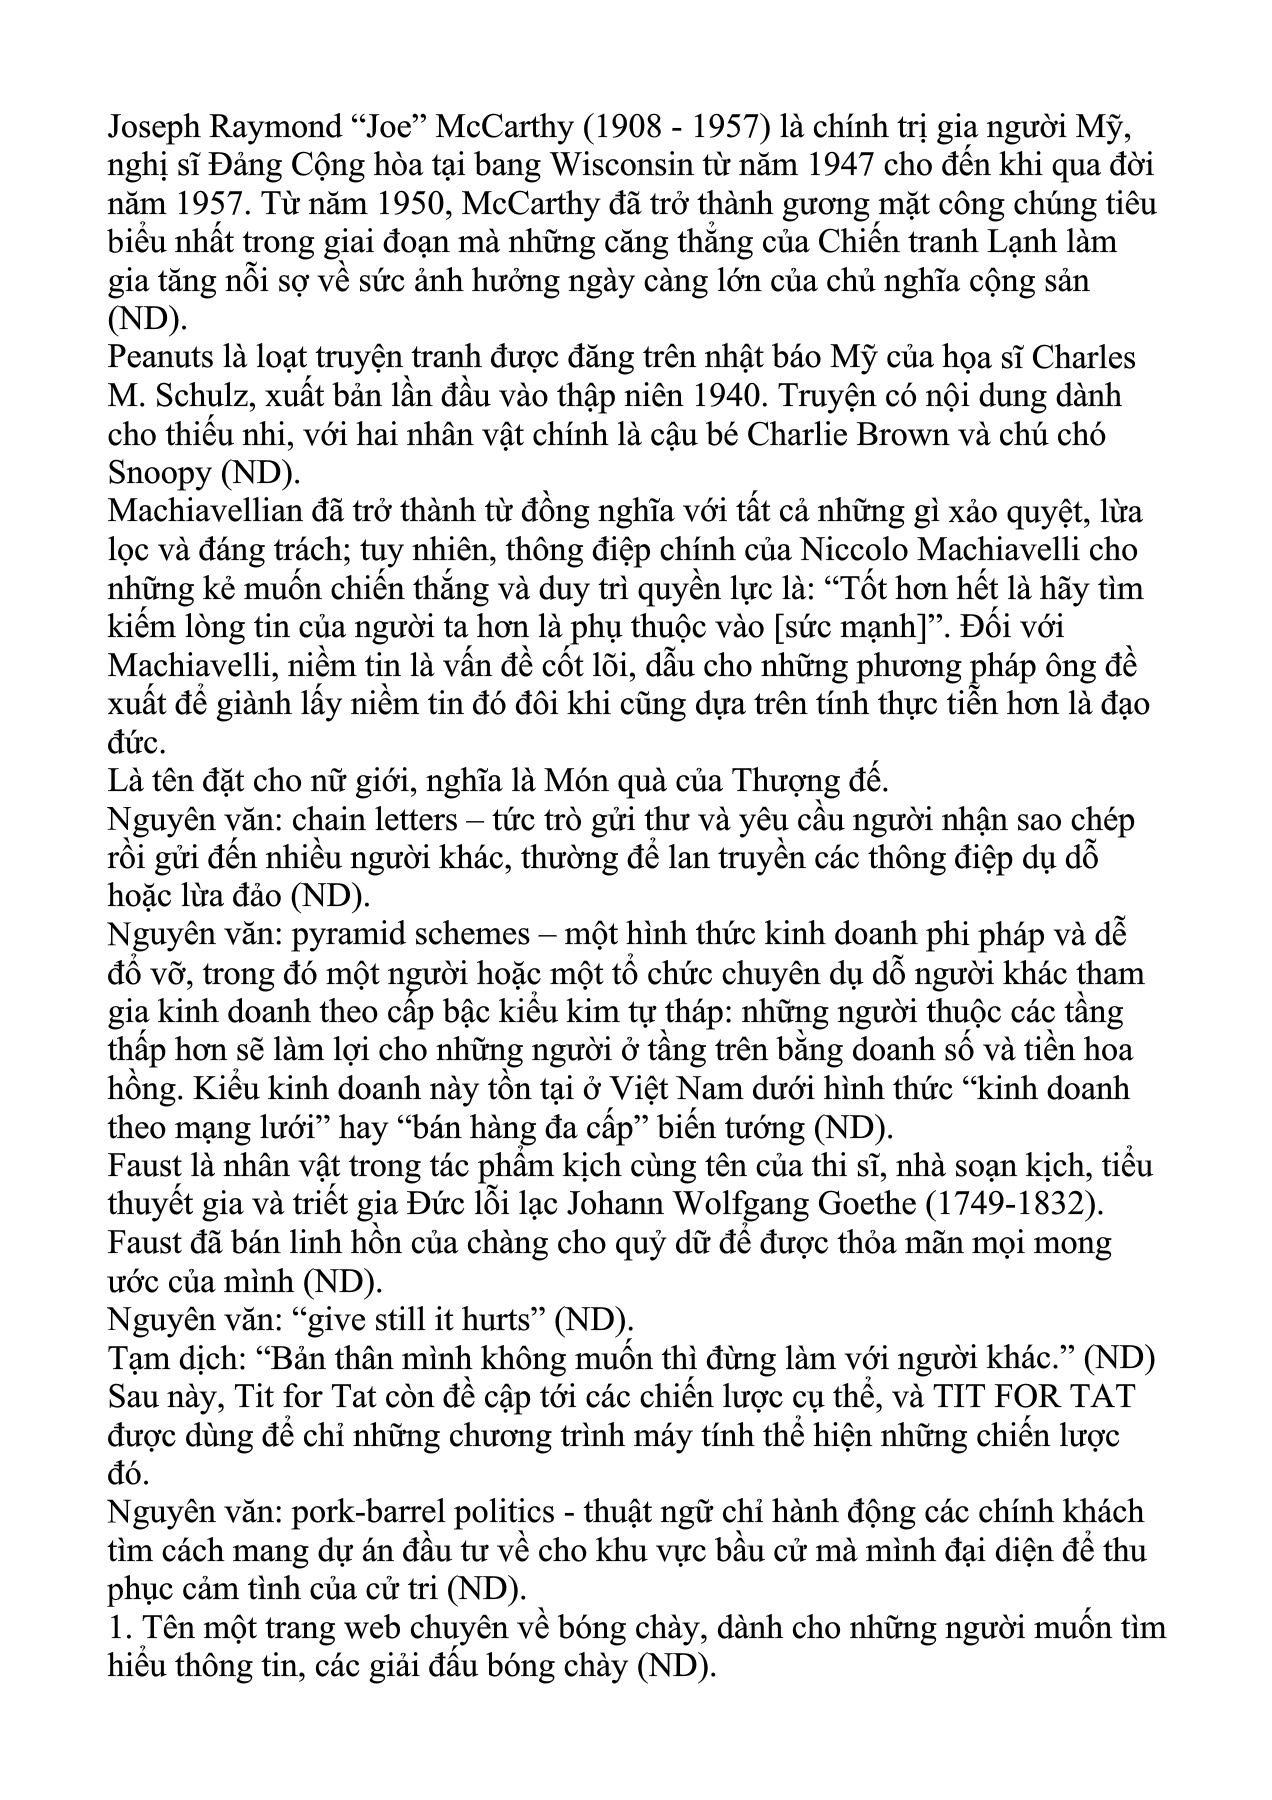 Joseph Raymond “Joe” McCarthy (1908 - 1957) là chính trị gia người Mỹ,
nghị sĩ Đảng Cộng hòa tại bang Wisconsin từ năm 1947 cho đến khi qua đời
năm 1957. Từ năm 1950, McCarthy đã trở thành gương mặt công chúng tiêu
biểu nhất trong giai đoạn mà những căng thẳng của Chiến tranh Lạnh làm
gia tăng nỗi sợ về sức ảnh hưởng ngày càng lớn của chủ nghĩa cộng sản
(ND).
Peanuts là loạt truyện tranh được đăng trên nhật báo Mỹ của họa sĩ Charles
M. Schulz, xuất bản lần đầu vào thập niên 1940. Truyện có nội dung dành
cho thiếu nhi, với hai nhân vật chính là cậu bé Charlie Brown và chú chó
Snoopy (ND).
Machiavellian đã trở thành từ đồng nghĩa với tất cả những gì xảo quyệt, lừa
lọc và đáng trách; tuy nhiên, thông điệp chính của Niccolo Machiavelli cho
những kẻ muốn chiến thắng và duy trì quyền lực là: “Tốt hơn hết là hãy tìm
kiếm lòng tin của người ta hơn là phụ thuộc vào [sức mạnh]”. Đối với
Machiavelli, niềm tin là vấn đề cốt lõi, dẫu cho những phương pháp ông đề
xuất để giành lấy niềm tin đó đôi khi cũng dựa trên tính thực tiễn hơn là đạo
đức.
Là tên đặt cho nữ giới, nghĩa là Món quà của Thượng đế.
Nguyên văn: chain letters – tức trò gửi thư và yêu cầu người nhận sao chép
rồi gửi đến nhiều người khác, thường để lan truyền các thông điệp dụ dỗ
hoặc lừa đảo (ND).
Nguyên văn: pyramid schemes – một hình thức kinh doanh phi pháp và dễ
đổ vỡ, trong đó một người hoặc một tổ chức chuyên dụ dỗ người khác tham
gia kinh doanh theo cấp bậc kiểu kim tự tháp: những người thuộc các tầng
thấp hơn sẽ làm lợi cho những người ở tầng trên bằng doanh số và tiền hoa
hồng. Kiểu kinh doanh này tồn tại ở Việt Nam dưới hình thức “kinh doanh
theo mạng lưới” hay “bán hàng đa cấp” biến tướng (ND).
Faust là nhân vật trong tác phẩm kịch cùng tên của thi sĩ, nhà soạn kịch, tiểu
thuyết gia và triết gia Đức lỗi lạc Johann Wolfgang Goethe (1749-1832).
Faust đã bán linh hồn của chàng cho quỷ dữ để được thỏa mãn mọi mong
ước của mình (ND).
Nguyên văn: “give still it hurts” (ND).
Tạm dịch: “Bản thân mình không muốn thì đừng làm với người khác.” (ND)
Sau này, Tit for Tat còn đề cập tới các chiến lược cụ thể, và TIT FOR TAT
được dùng để chỉ những chương trình máy tính thể hiện những chiến lược
đó.
Nguyên văn: pork-barrel politics - thuật ngữ chỉ hành động các chính khách
tìm cách mang dự án đầu tư về cho khu vực bầu cử mà mình đại diện để thu
phục cảm tình của cử tri (ND).
1. Tên một trang web chuyên về bóng chày, dành cho những người muốn tìm
hiểu thông tin, các giải đấu bóng chày (ND).